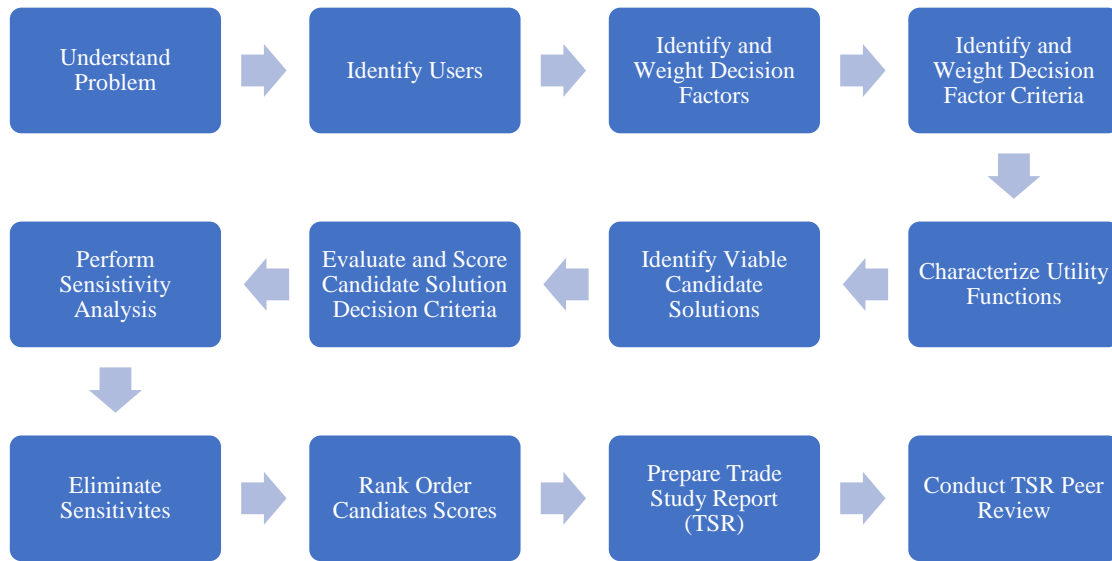 Understand
Problem
Identify Users
Identify and
Weight Decision
Factors
Identify and
Weight Decision
Factor Criteria
Characterize Utility
Functions
Identify Viable
Candidate
Solutions
Evaluate and Score
Candidate Solution
Decision Criteria
Perform
Sensistivity
Analysis
Eliminate
Sensitivites
Rank Order
Candiates Scores
Prepare Trade
Study Report
(TSR)
Conduct TSR Peer
Review